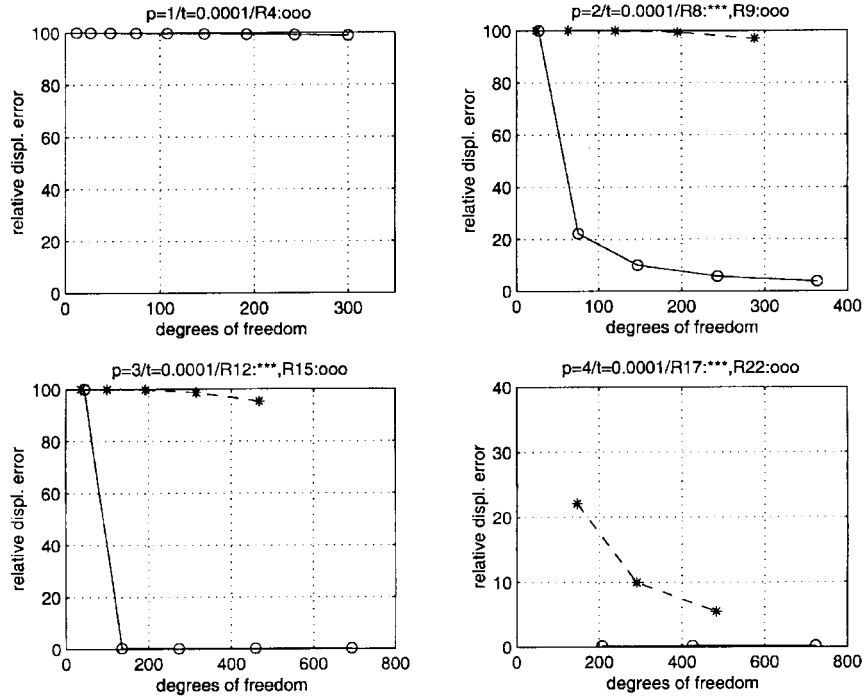 p=1/t=0.0001/R4:ooo
relative displ. error
100
80
60
40
20
0
0 100 200 300
degrees of freedom
p=2/t=0.0001/R8:***,R9:ooo
relative displ. error
100
80
60
40
20
0
0 100 200 300 400
degrees of freedom
p=3/t=0.0001/R12:***,R15:ooo
relative displ. error
100
80
60
40
20
0
0 200 400 600 800
degrees of freedom
p=4/t=0.0001/R17:***,R22:ooo
relative displ. error
40
30
20
10
0
0 200 400 600 800
degrees of freedom